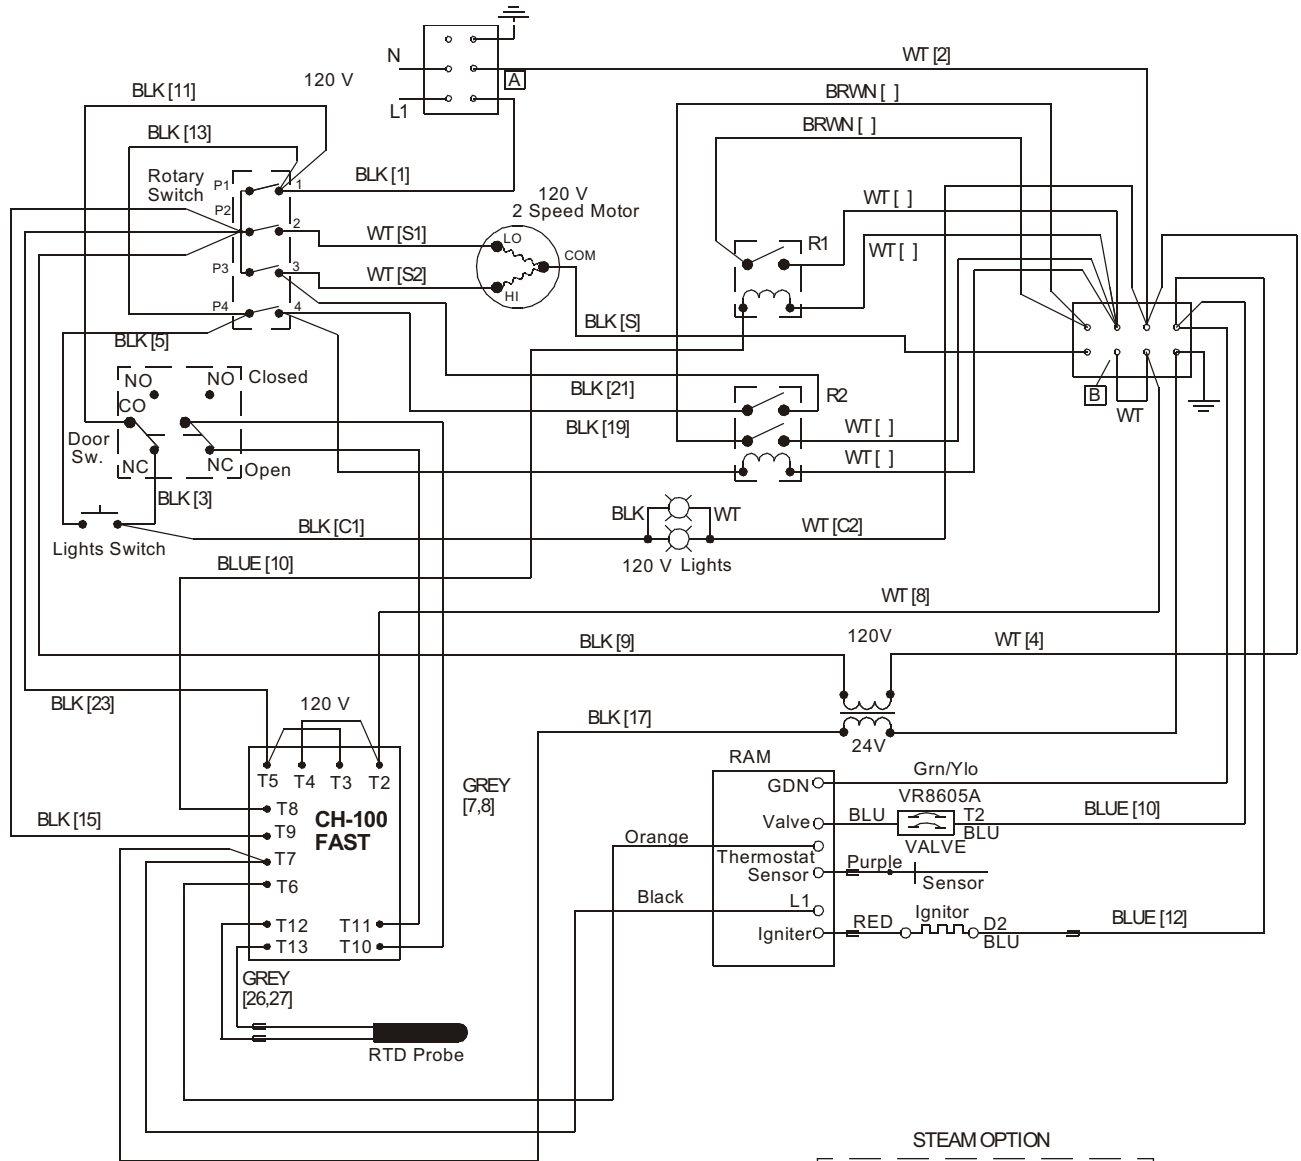 N
120 V
A
L1
WT [2]
BLK [11]
BRWN [ ]
BRWN [ ]
BLK [13]
Rotary
Switch
P1
1
BLK [1]
P2
2
120 V
2 Speed Motor
WT [S1]
LO
COM
WT [S2]
HI
P3
3
P4
4
WT [ ]
R1
WT [ ]
BLK [S]
BLK [5]
NO
NO
Closed
CO
Door
Sw.
NC
NC
Open
BLK [3]
BLK [21]
R2
BLK [19]
WT [ ]
WT [ ]
B
WT
BLK
WT
BLK [C1]
WT [C2]
Lights Switch
120 V Lights
BLUE [10]
WT [8]
BLK [9]
120V
WT [4]
BLK [23]
120 V
BLK [17]
24V
T5
T4
T3
T2
GREY
[7,8]
T8
T9
CH-100
FAST
BLK [15]
T7
T6
T12
T11
T13
T10
GREY
[26,27]
RTD Probe
RAM
GDN
Grn/Ylo
VR8605A
Valve
BLU
T2
BLU
BLUE [10]
VALVE
Orange
Thermostat
Sensor
Purple
Sensor
Black
L1
Igniter
RED
Ignitor
D2
BLU
BLUE [12]
STEAM OPTION